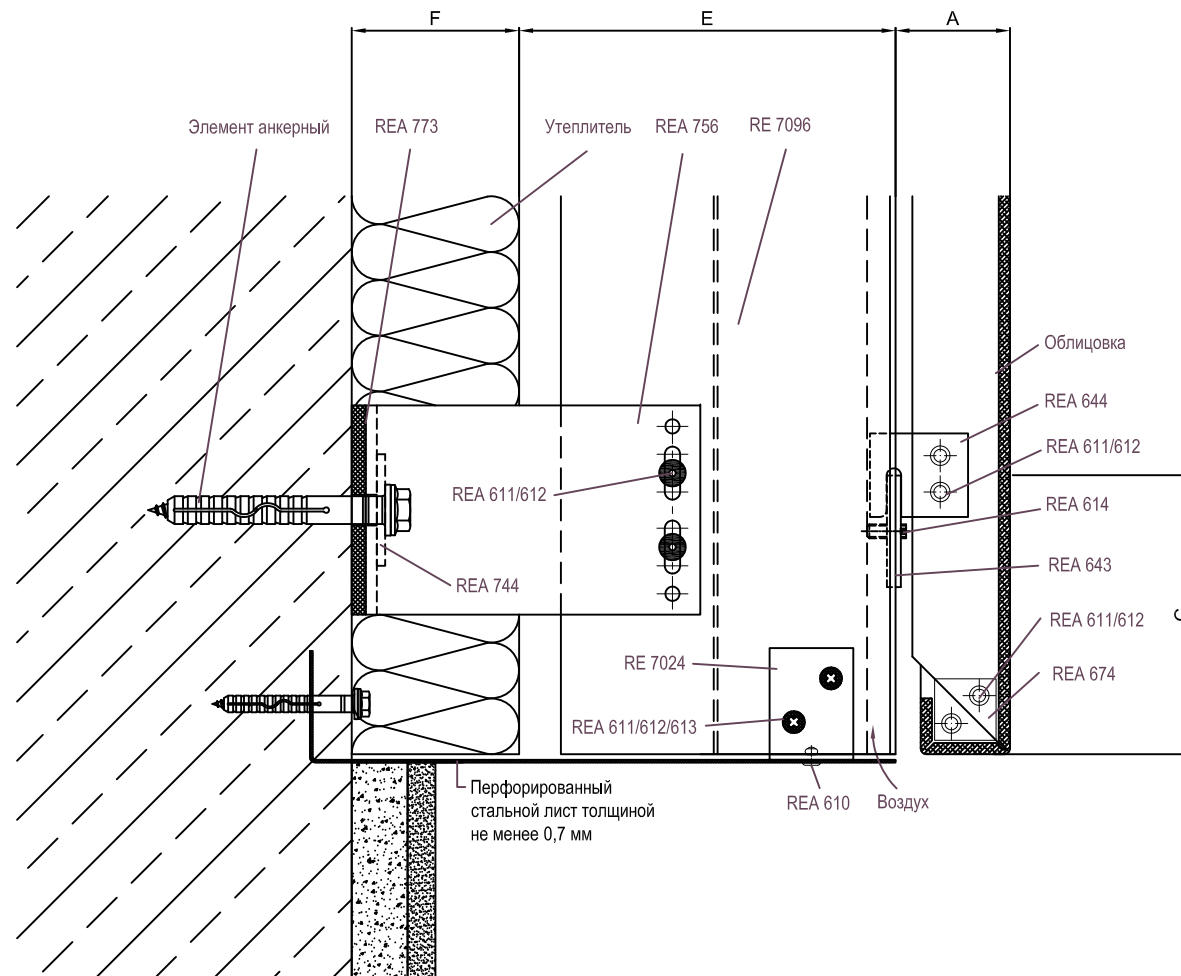 F
E
A
Элемент анкерный
REA 773
Утеплитель
REA 756
RE 7096
Облицовка
REA 644
REA 611/612
REA 611/612
REA 614
REA 744
REA 643
REA 611/612
RE 7024
REA 674
REA 611/612/613
Перфорированный
стальной лист толщиной
не менее 0,7 мм
REA 610
Воздух